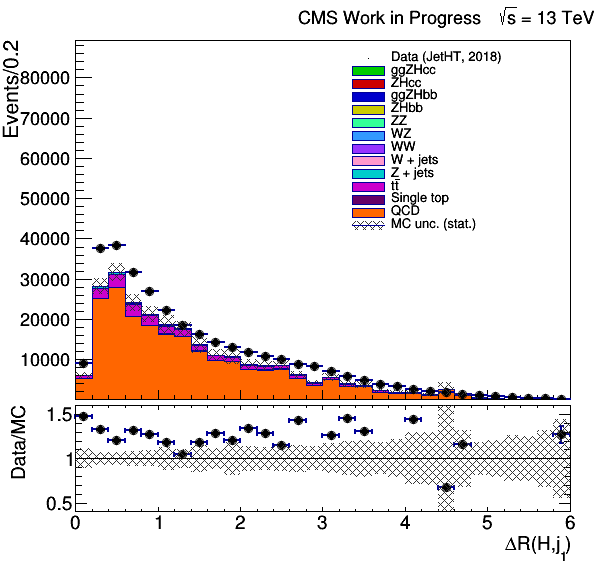 CMS Work in Progress √s = 13 TeV
Events/0.2
80000
70000
60000
50000
40000
30000
20000
10000
Data (JetHT, 2018)
ggZHcc
ZHcc
ggZHbb
ZHbb
ZZ
WZ
WW
W + jets
Z + jets
tt̄
Single top
QCD
MC unc. (stat.)
Data/MC
1.5
1
0.5
0 1 2 3 4 5 6
ΔR(H,j₁)